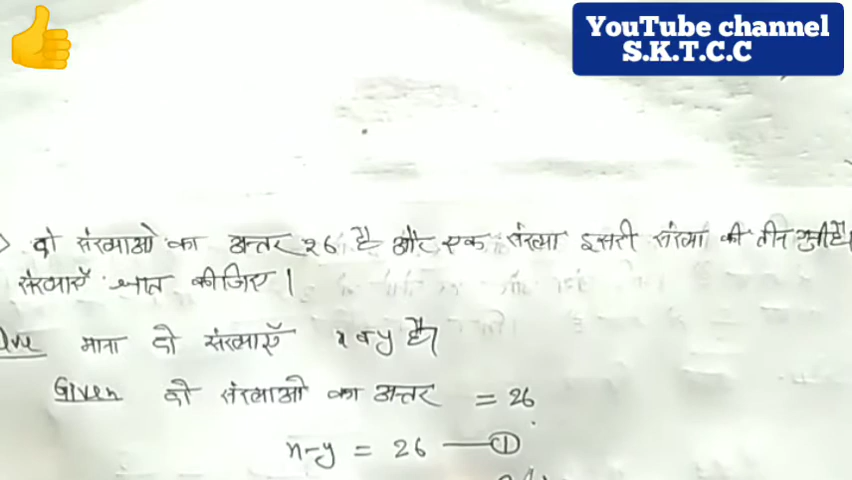 YouTube channel
S.K.T.C.C
दो संख्याओ का अन्तर 26 है और एक संख्या दूसरी संख्या की तीन गुनी है।
संख्याएँ ज्ञात कीजिए।
माना दो संख्याएँ x व y है।
Given दो संख्याओ का अन्तर = 26
x-y = 26 — ①